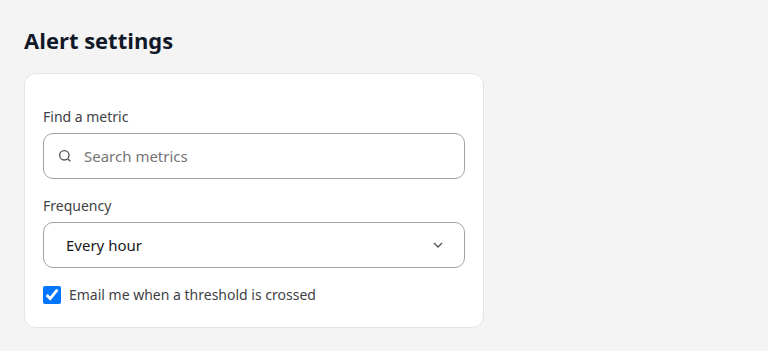 Alert settings
Find a metric
Search metrics
Frequency
Every hour
Email me when a threshold is crossed